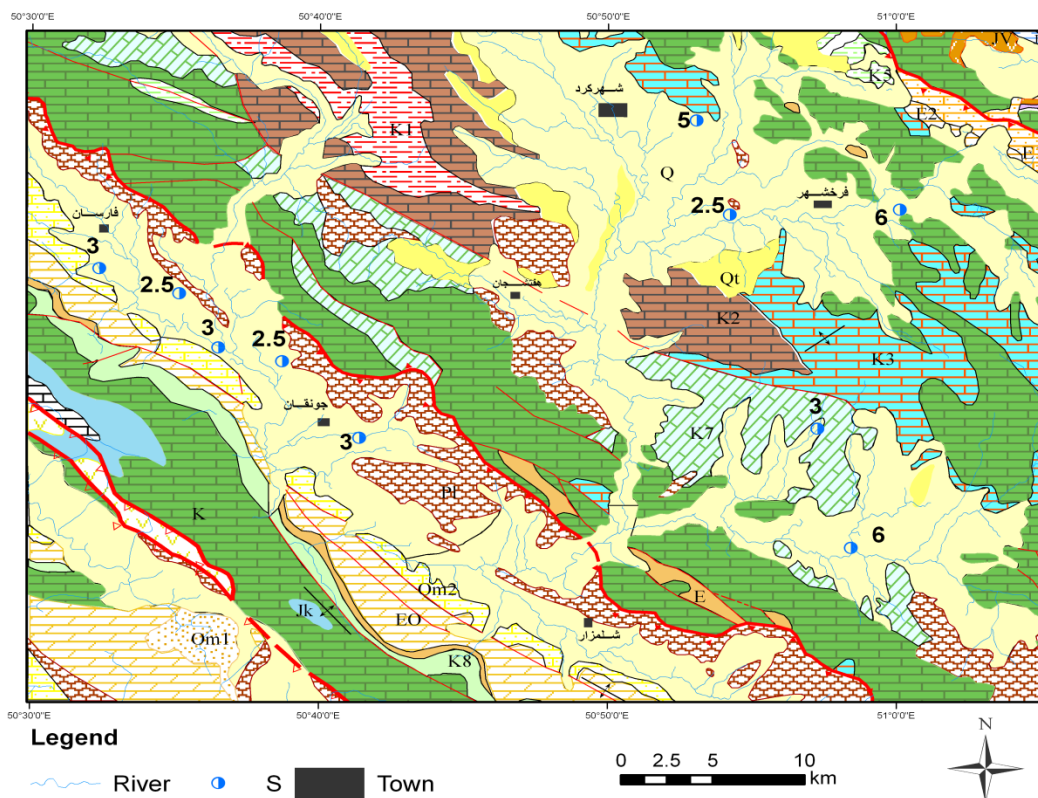 50°30'0"E
50°40'0"E
50°50'0"E
51°0'0"E
JV
K3
شهرکرد
K1
5
E2
Q
فرخشهر
2.5
6
فارسان
3
2.5
Qt
هفشجان
K2
3
2.5
K3
جونقان
3
3
K7
Pl
K
6
Om2
E
Jk
EO
شلمزار
Om1
K8
50°30'0"E
50°40'0"E
50°50'0"E
51°0'0"E
Legend
River
S
Town
0 2.5 5 10
km
N